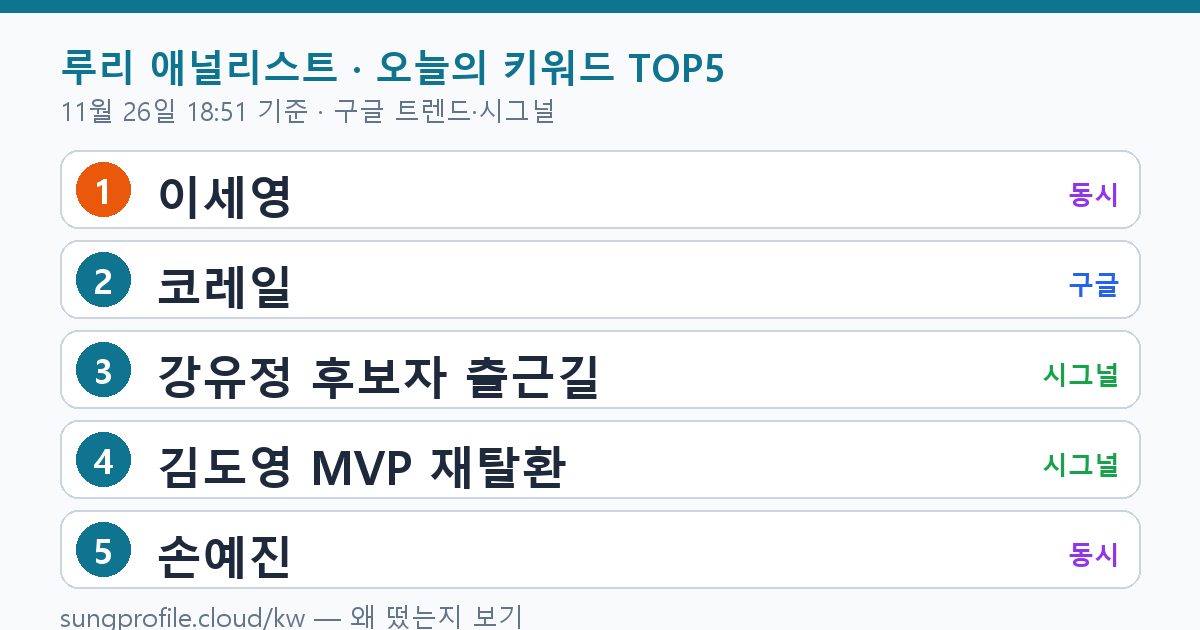 루리 애널리스트 · 오늘의 키워드 TOP5
11월 26일 18:51 기준 · 구글 트렌드·시그널
1 이세영 동시
2 코레일 구글
3 강유정 후보자 출근길 시그널
4 김도영 MVP 재탈환 시그널
5 손예진 동시
sungprofile.cloud/kw — 왜 떴는지 보기